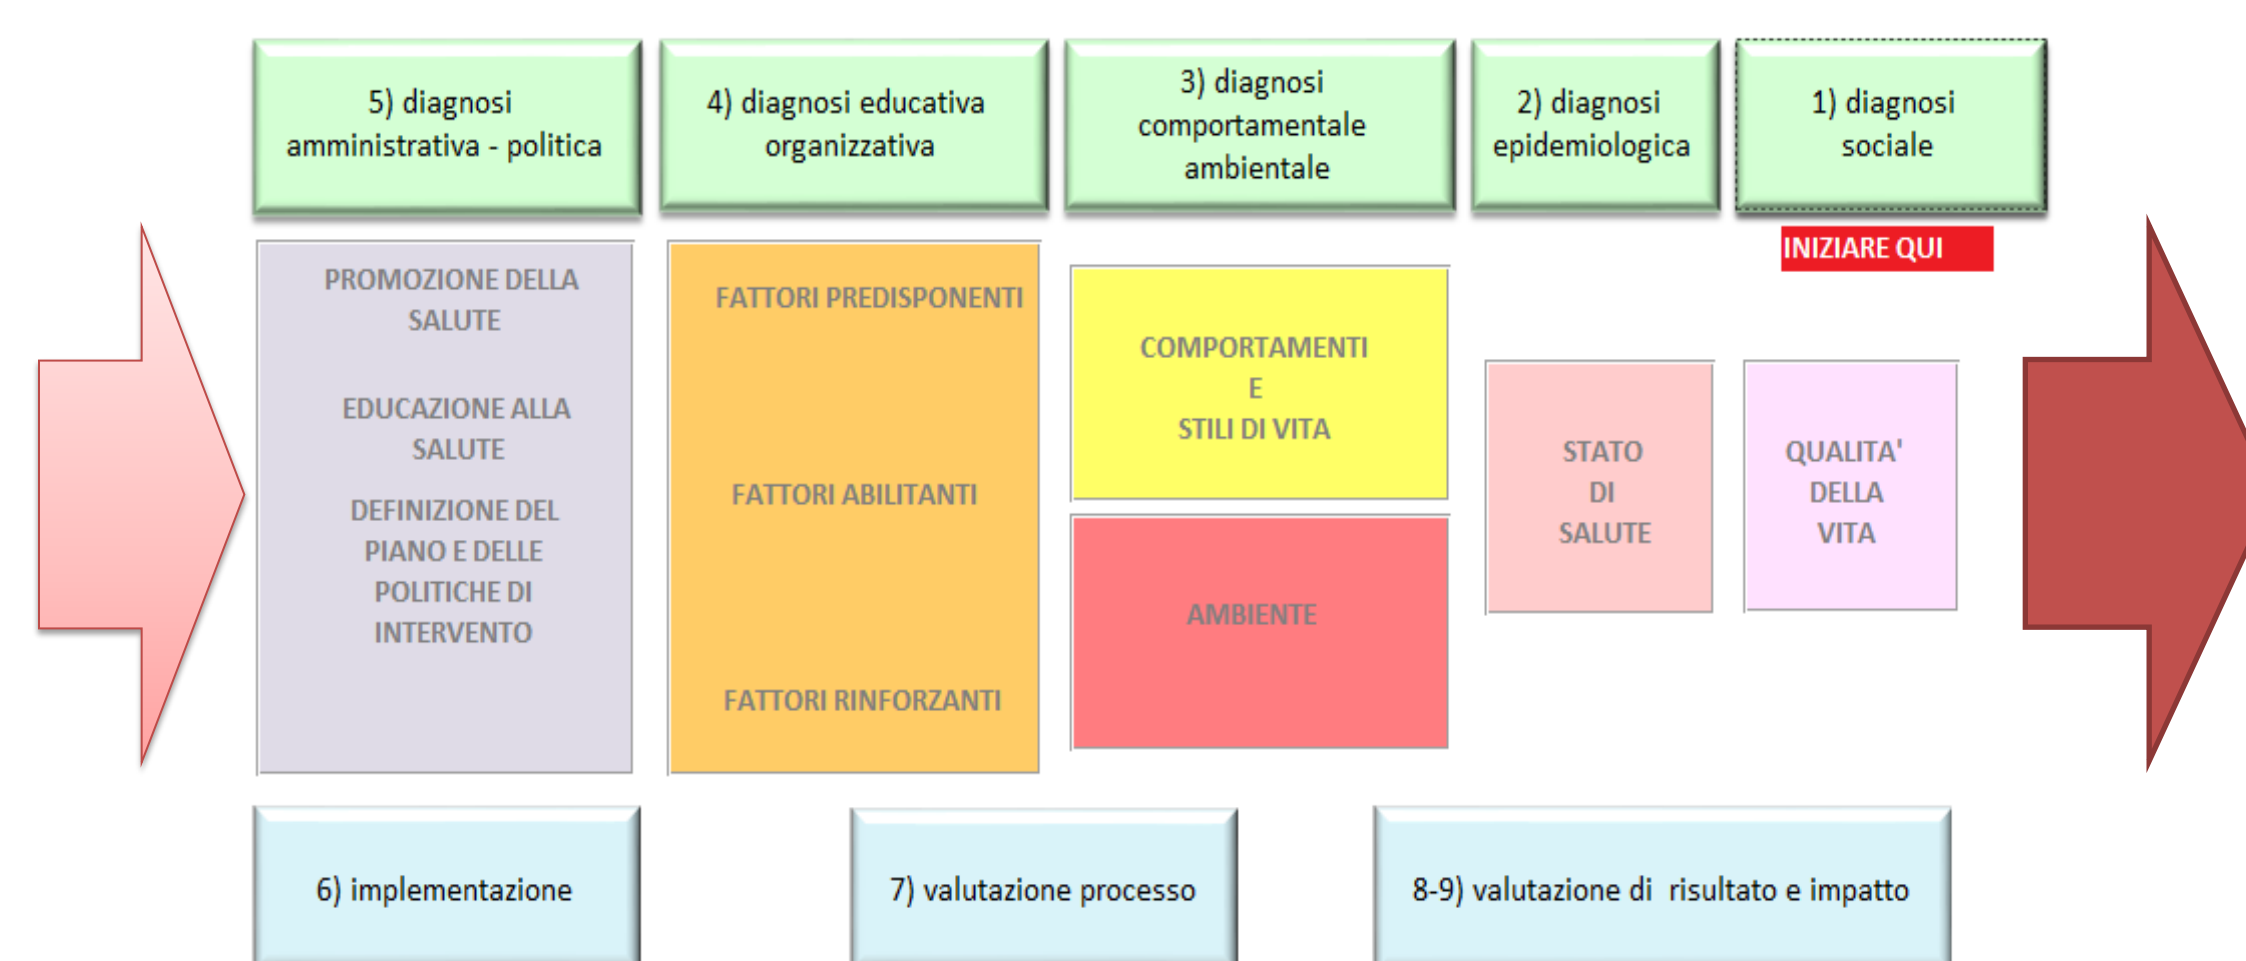 5) diagnosi
amministrativa - politica
4) diagnosi educativa
organizzativa
3) diagnosi
comportamentale
ambientale
2) diagnosi
epidemiologica
1) diagnosi
sociale
INIZIARE QUI
PROMOZIONE DELLA
SALUTE
EDUCAZIONE ALLA
SALUTE
DEFINIZIONE DEL
PIANO E DELLE
POLITICHE DI
INTERVENTO
FATTORI PREDISPONENTI
FATTORI ABILITANTI
FATTORI RINFORZANTI
COMPORTAMENTI
E
STILI DI VITA
AMBIENTE
STATO
DI
SALUTE
QUALITA'
DELLA
VITA
6) implementazione
7) valutazione processo
8-9) valutazione di risultato e impatto